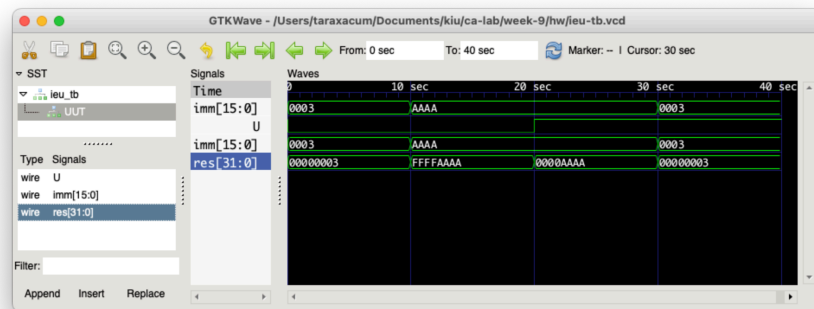 GTKWave - /Users/taraxacum/Documents/kiu/ca-lab/week-9/hw/ieu-tb.vcd
From: 0 sec To: 40 sec Marker: -- | Cursor: 30 sec
SST
ieu_tb
UUT
Type Signals
wire U
wire imm[15:0]
wire res[31:0]
Filter:
Append Insert Replace
Signals
Time
imm[15:0]
U
imm[15:0]
res[31:0]
Waves
0 10 sec 20 sec 30 sec 40 sec
0003 AAAA 0003
0003 AAAA 0003
00000003 FFFFAAAA 0000AAAA 00000003